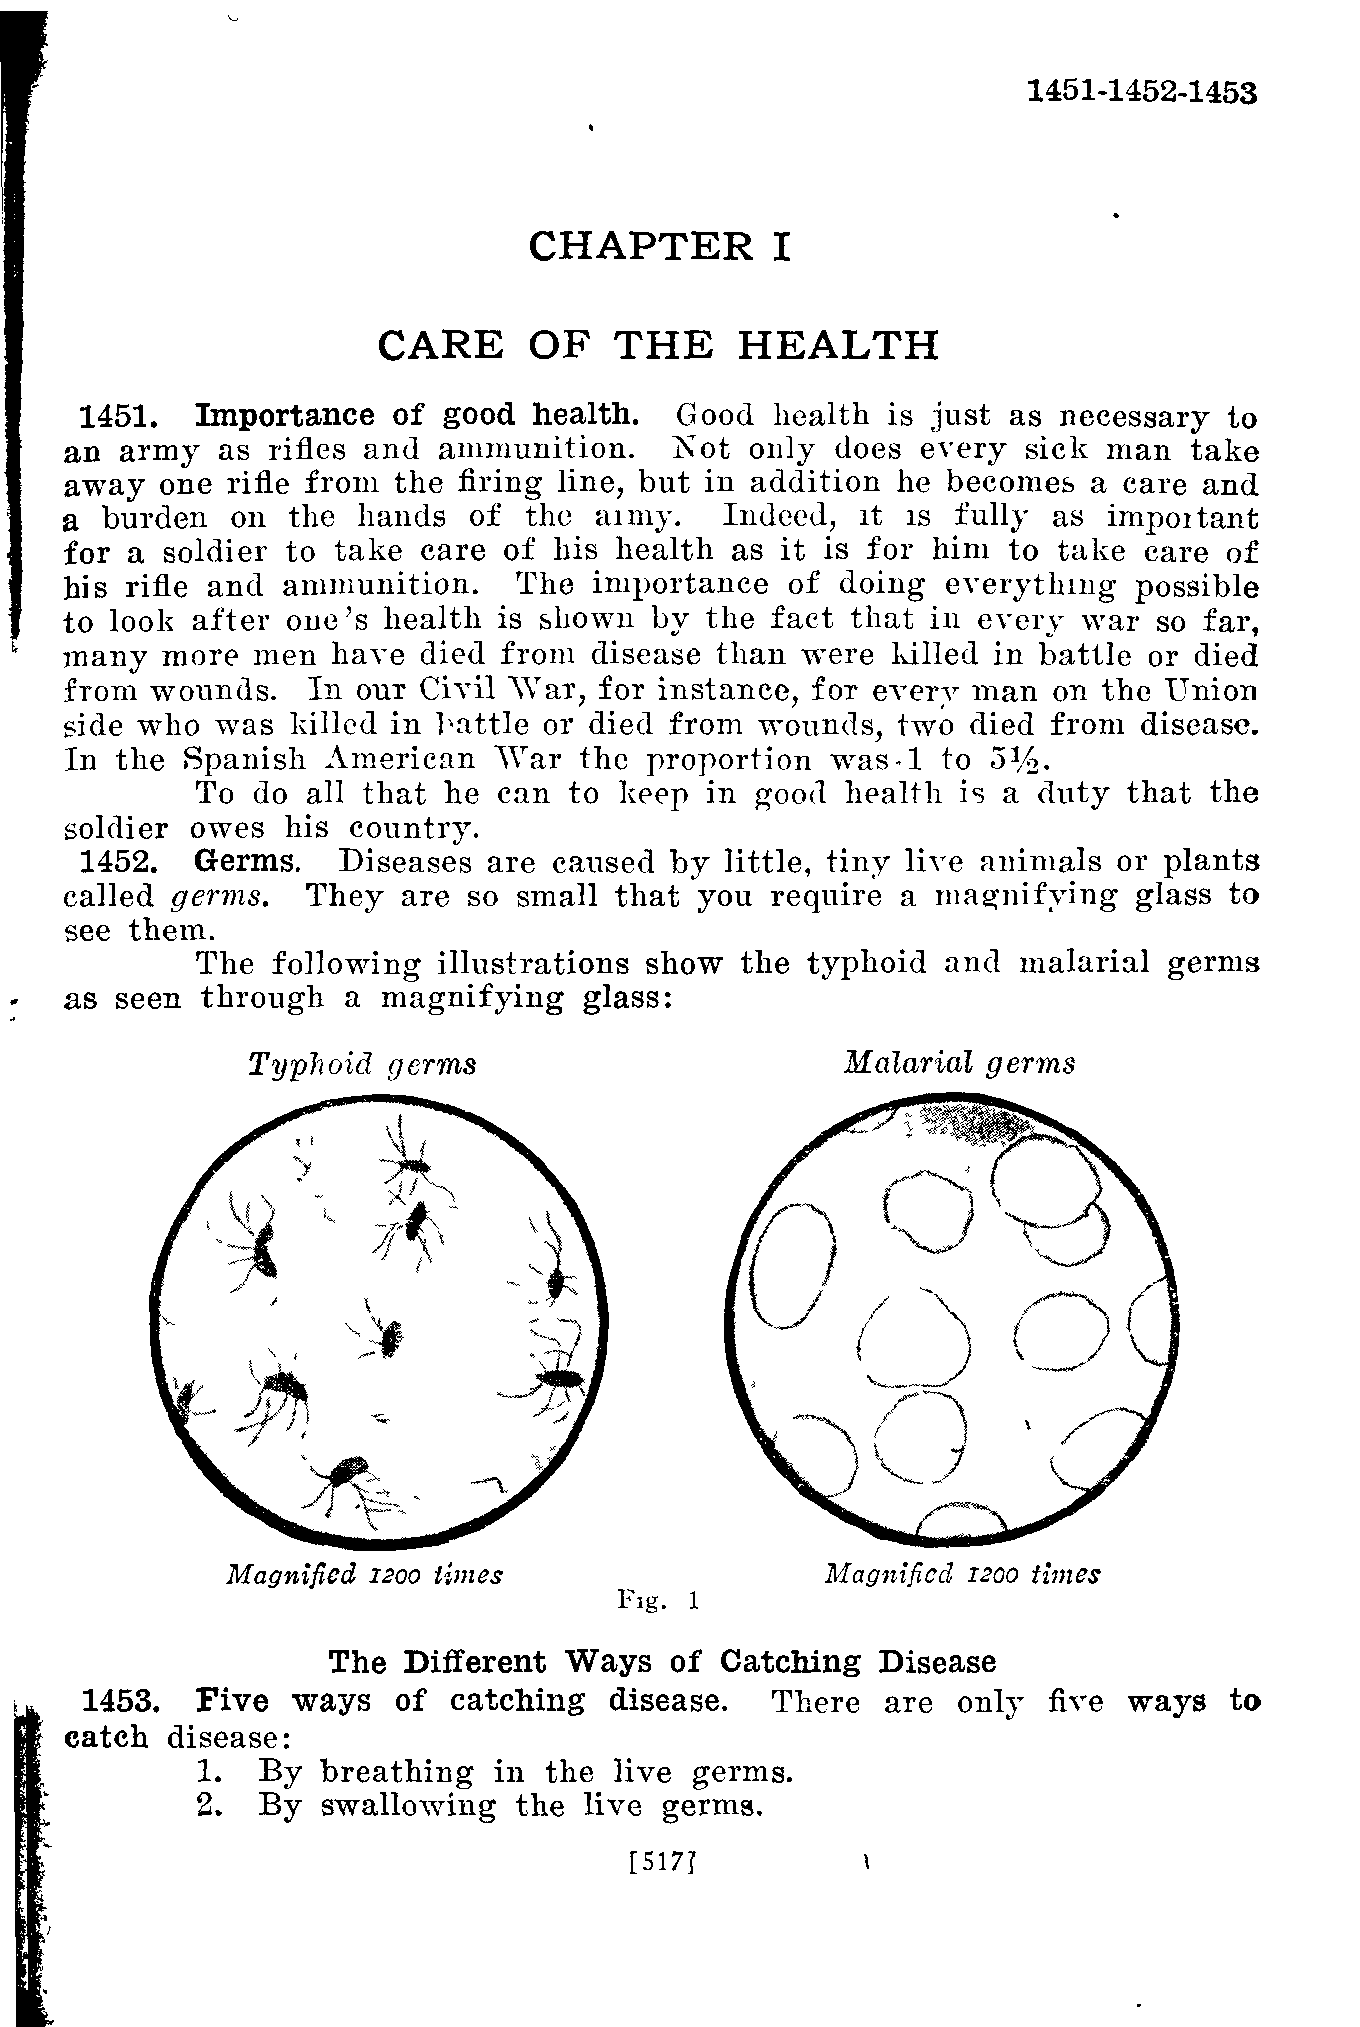 1451-1452-1453
CHAPTER I
CARE OF THE HEALTH
1451. Importance of good health. Good health is just as necessary to
an army as rifles and ammunition. Not only does every sick man take
away one rifle from the firing line, but in addition he becomes a care and
a burden on the hands of the army. Indeed, it is fully as important
for a soldier to take care of his health as it is for him to take care of
his rifle and ammunition. The importance of doing everything possible
to look after one's health is shown by the fact that in every war so far,
many more men have died from disease than were killed in battle or died
from wounds. In our Civil War, for instance, for every man on the Union
side who was killed in battle or died from wounds, two died from disease.
In the Spanish American War the proportion was 1 to 5½.
To do all that he can to keep in good health is a duty that the
soldier owes his country.
1452. Germs. Diseases are caused by little, tiny live animals or plants
called germs. They are so small that you require a magnifying glass to
see them.
The following illustrations show the typhoid and malarial germs
as seen through a magnifying glass:
Typhoid germs Malarial germs
Magnified 1200 times Magnified 1200 times
Fig. 1
The Different Ways of Catching Disease
1453. Five ways of catching disease. There are only five ways to
catch disease:
1. By breathing in the live germs.
2. By swallowing the live germs.
[517]